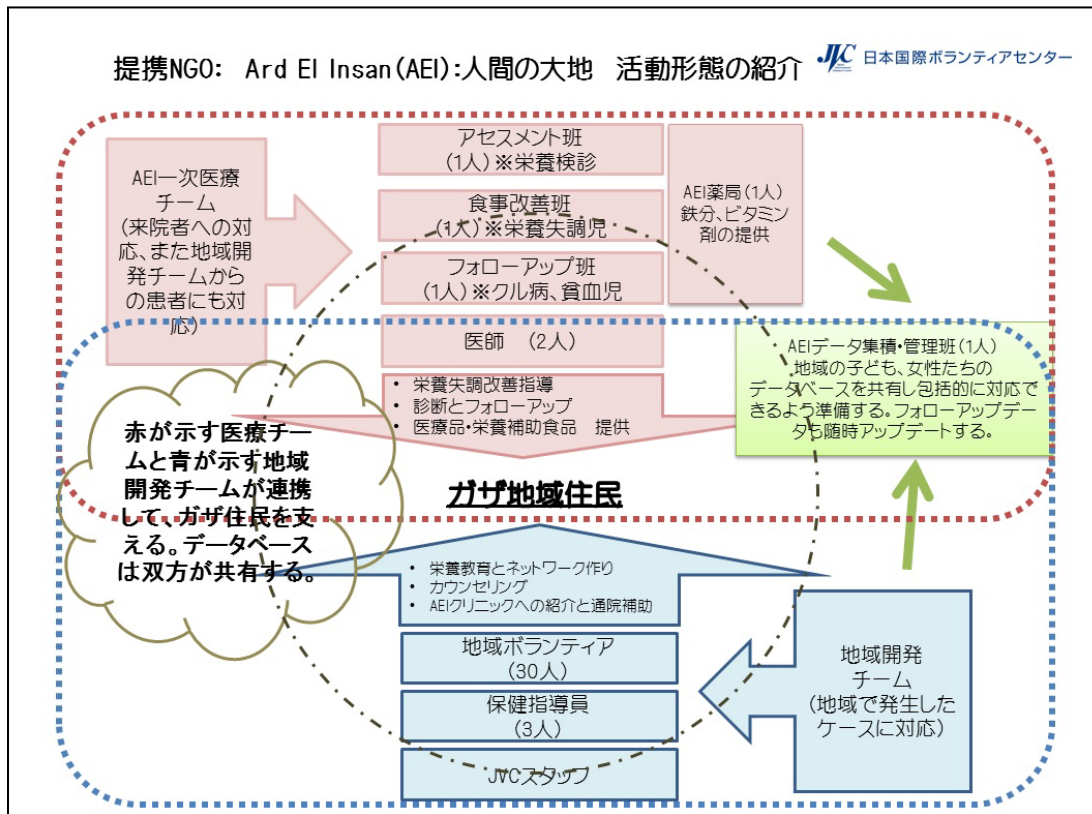 提携NGO: Ard El Insan(AEI):人間の大地 活動形態の紹介
JVC 日本国際ボランティアセンター
AEI一次医療
チーム
(来院者への対
応、また地域開
発チームから
の患者にも対
応)
アセスメント班
(1人)※栄養検診
食事改善班
(1人)※栄養失調児
フォローアップ班
(1人)※クル病、貧血児
医師 (2人)
AEI薬局(1人)
鉄分、ビタミン
剤の提供
• 栄養失調改善指導
• 診断とフォローアップ
• 医療品・栄養補助食品 提供
AEIデータ集積・管理班(1人)
地域の子ども、女性たちの
データベースを共有し包括的に対応で
きるよう準備する。フォローアップデー
タも随時アップデートする。
赤が示す医療チー
ムと青が示す地域
開発チームが連携
して、ガザ住民を支
える。データベース
は双方が共有する。
ガザ地域住民
• 栄養教育とネットワーク作り
• カウンセリング
• AEIクリニックへの紹介と通院補助
地域ボランティア
(30人)
保健指導員
(3人)
JVCスタッフ
地域開発
チーム
(地域で発生した
ケースに対応)